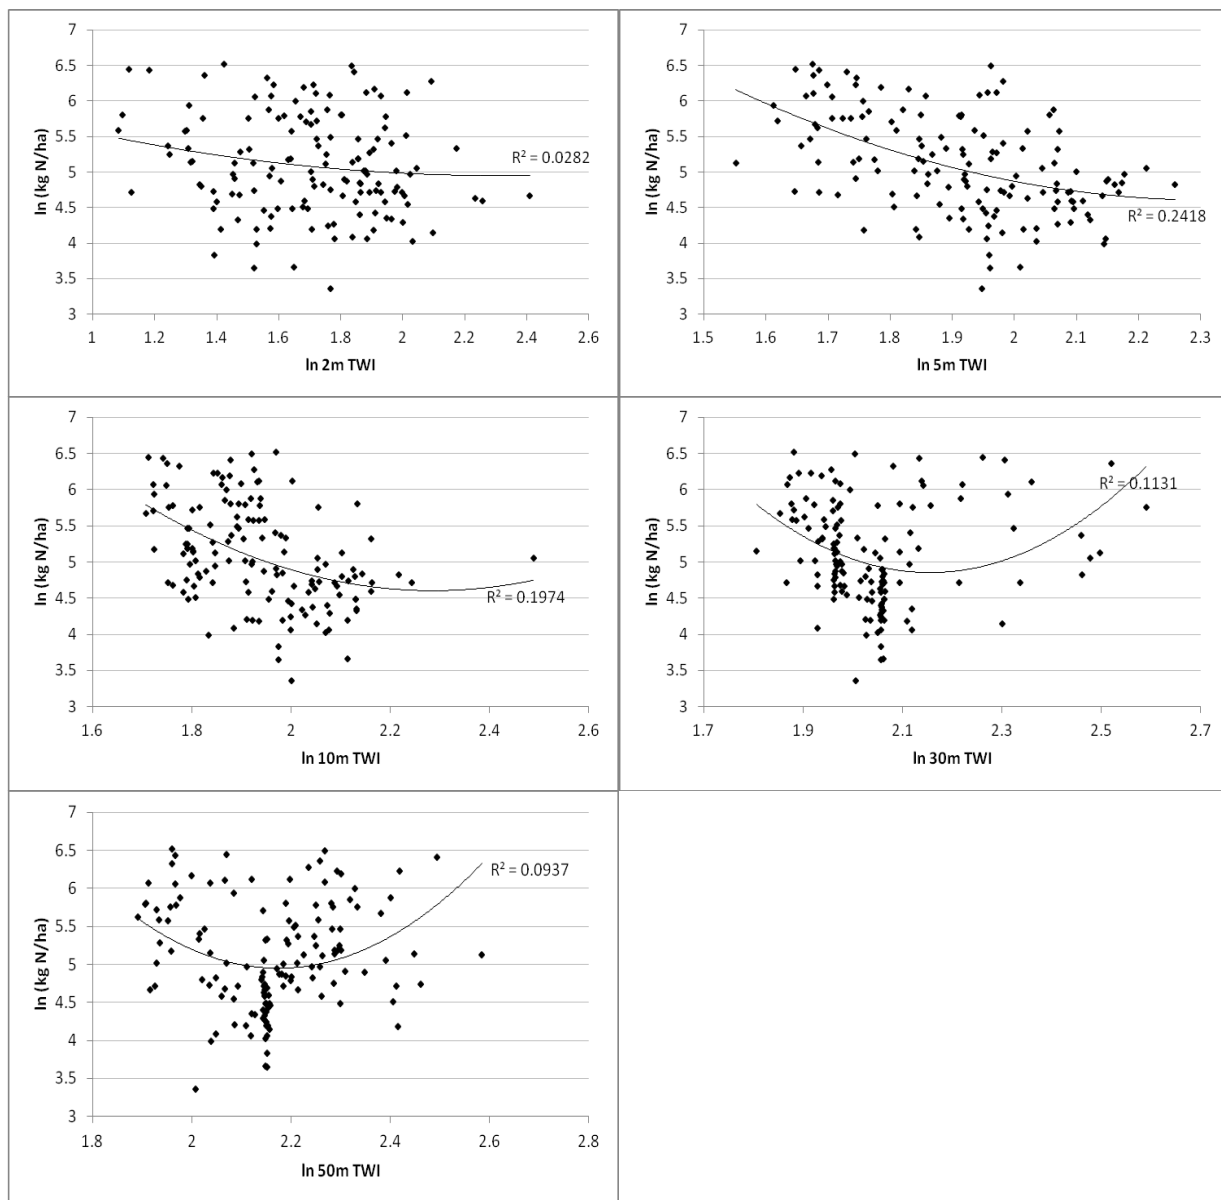 7
6.5
6
5.5
5
4.5
4
3.5
3
ln (kg N/ha)
R² = 0.0282
1 1.2 1.4 1.6 1.8 2 2.2 2.4 2.6
ln 2m TWI
7
6.5
6
5.5
5
4.5
4
3.5
3
ln (kg N/ha)
R² = 0.2418
1.5 1.6 1.7 1.8 1.9 2 2.1 2.2 2.3
ln 5m TWI
7
6.5
6
5.5
5
4.5
4
3.5
3
ln (kg N/ha)
R² = 0.1974
1.6 1.8 2 2.2 2.4 2.6
ln 10m TWI
7
6.5
6
5.5
5
4.5
4
3.5
3
ln (kg N/ha)
R² = 0.1131
1.7 1.9 2.1 2.3 2.5 2.7
ln 30m TWI
7
6.5
6
5.5
5
4.5
4
3.5
3
ln (kg N/ha)
R² = 0.0937
1.8 2 2.2 2.4 2.6 2.8
ln 50m TWI